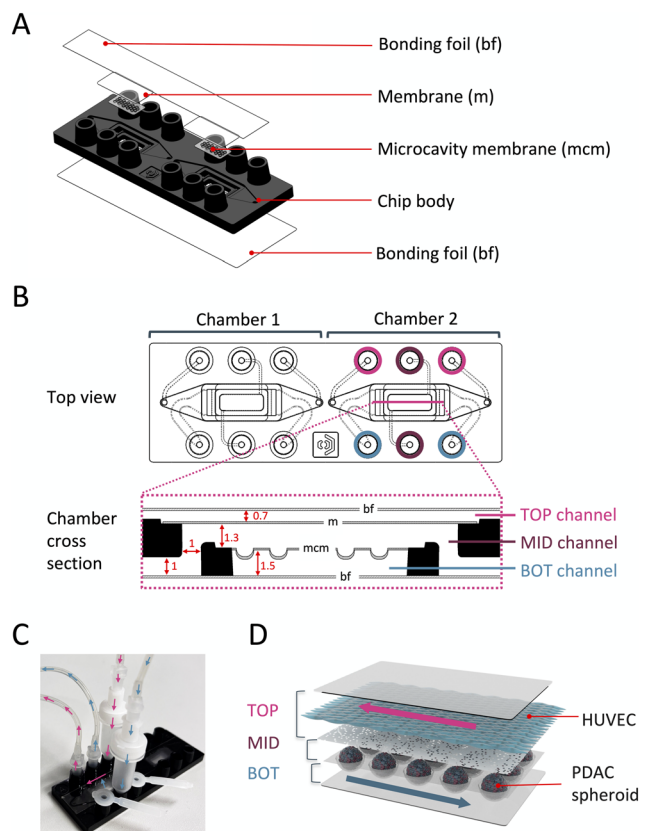 A
Bonding foil (bf)
Membrane (m)
Microcavity membrane (mcm)
Chip body
Bonding foil (bf)
B
Chamber 1
Chamber 2
Top view
Chamber
cross
section
bf
0.7
m
1.3
1
mcm
1
1.5
bf
TOP channel
MID channel
BOT channel
C
D
TOP
MID
BOT
HUVEC
PDAC
spheroid